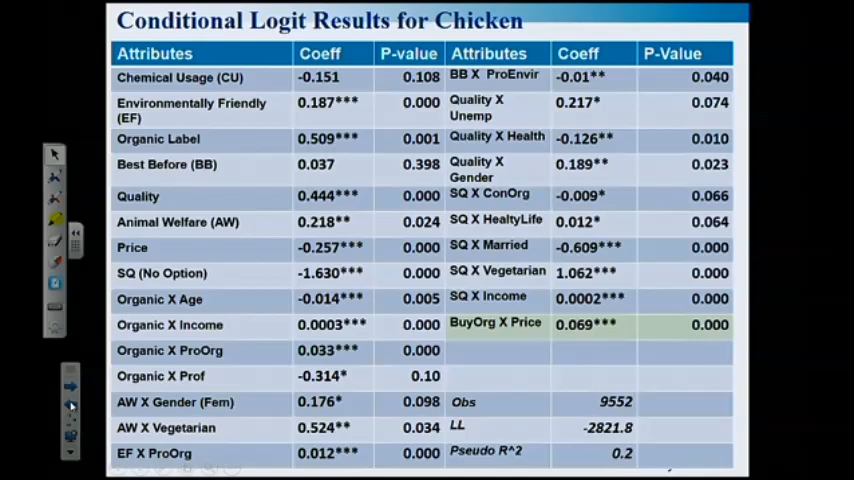 Conditional Logit Results for Chicken
Attributes Coeff P-value Attributes Coeff P-Value
Chemical Usage (CU) -0.151 0.108 BB X ProEnvir -0.01** 0.040
Environmentally Friendly (EF) 0.187*** 0.000 Quality X Unemp 0.217* 0.074
Organic Label 0.509*** 0.001 Quality X Health -0.126** 0.010
Best Before (BB) 0.037 0.398 Quality X Gender 0.189** 0.023
Quality 0.444*** 0.000 SQ X ConOrg -0.009* 0.066
Animal Welfare (AW) 0.218** 0.024 SQ X HealtyLife 0.012* 0.064
Price -0.257*** 0.000 SQ X Married -0.609*** 0.000
SQ (No Option) -1.630*** 0.000 SQ X Vegetarian 1.062*** 0.000
Organic X Age -0.014*** 0.005 SQ X Income 0.0002*** 0.000
Organic X Income 0.0003*** 0.000 BuyOrg X Price 0.069*** 0.000
Organic X ProOrg 0.033*** 0.000
Organic X Prof -0.314* 0.10
AW X Gender (Fem) 0.176* 0.098 Obs 9552
AW X Vegetarian 0.524** 0.034 LL -2821.8
EF X ProOrg 0.012*** 0.000 Pseudo R^2 0.2